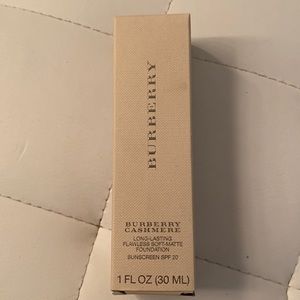 BURBERRY
BURBERRY
CASHMERE
LONG-LASTING
FLAWLESS SOFT-MATTE
FOUNDATION
SUNSCREEN SPF 20
1 FL OZ (30 ML)